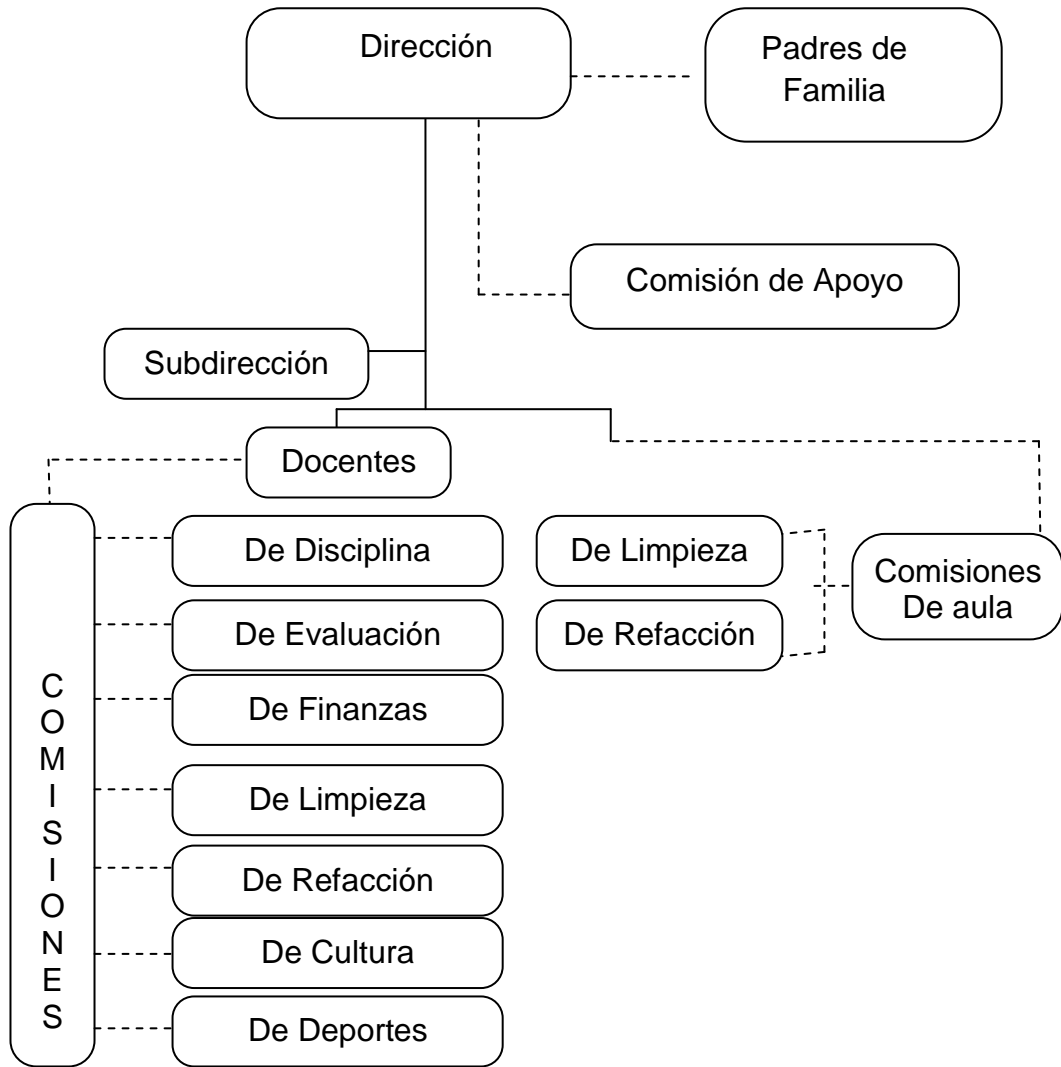 Dirección
Padres de
Familia
Comisión de Apoyo
Subdirección
Docentes
C
O
M
I
S
I
O
N
E
S
De Disciplina
De Evaluación
De Finanzas
De Limpieza
De Refacción
De Cultura
De Deportes
De Limpieza
De Refacción
Comisiones
De aula